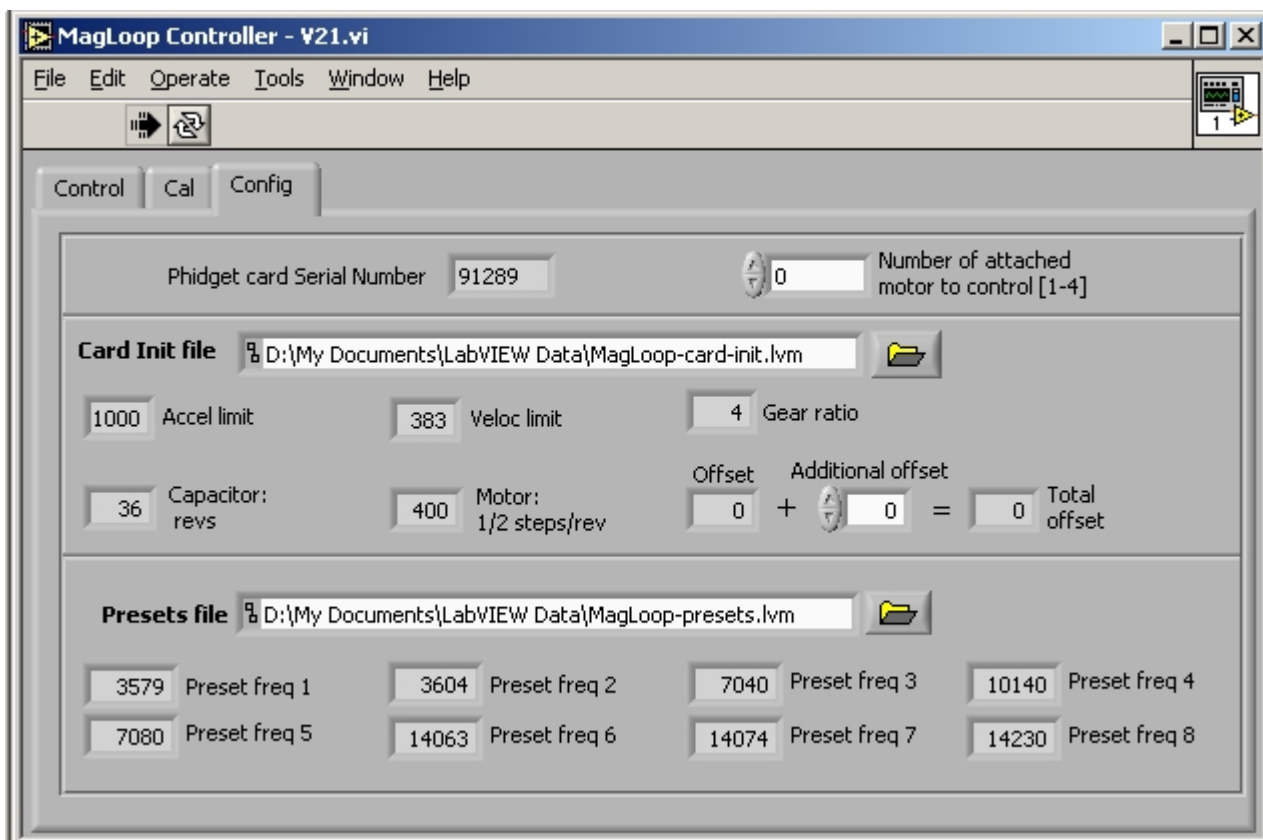 MagLoop Controller - V21.vi
File Edit Operate Tools Window Help
1
Control Cal Config
Phidget card Serial Number 91289 0 Number of attached
motor to control [1-4]
Card Init file D:\My Documents\LabVIEW Data\MagLoop-card-init.lvm
1000 Accel limit 383 Veloc limit 4 Gear ratio
Offset Additional offset
36 Capacitor:
revs
400 Motor:
1/2 steps/rev
0 + 0 = 0 Total
offset
Presets file D:\My Documents\LabVIEW Data\MagLoop-presets.lvm
3579 Preset freq 1 3604 Preset freq 2 7040 Preset freq 3 10140 Preset freq 4
7080 Preset freq 5 14063 Preset freq 6 14074 Preset freq 7 14230 Preset freq 8